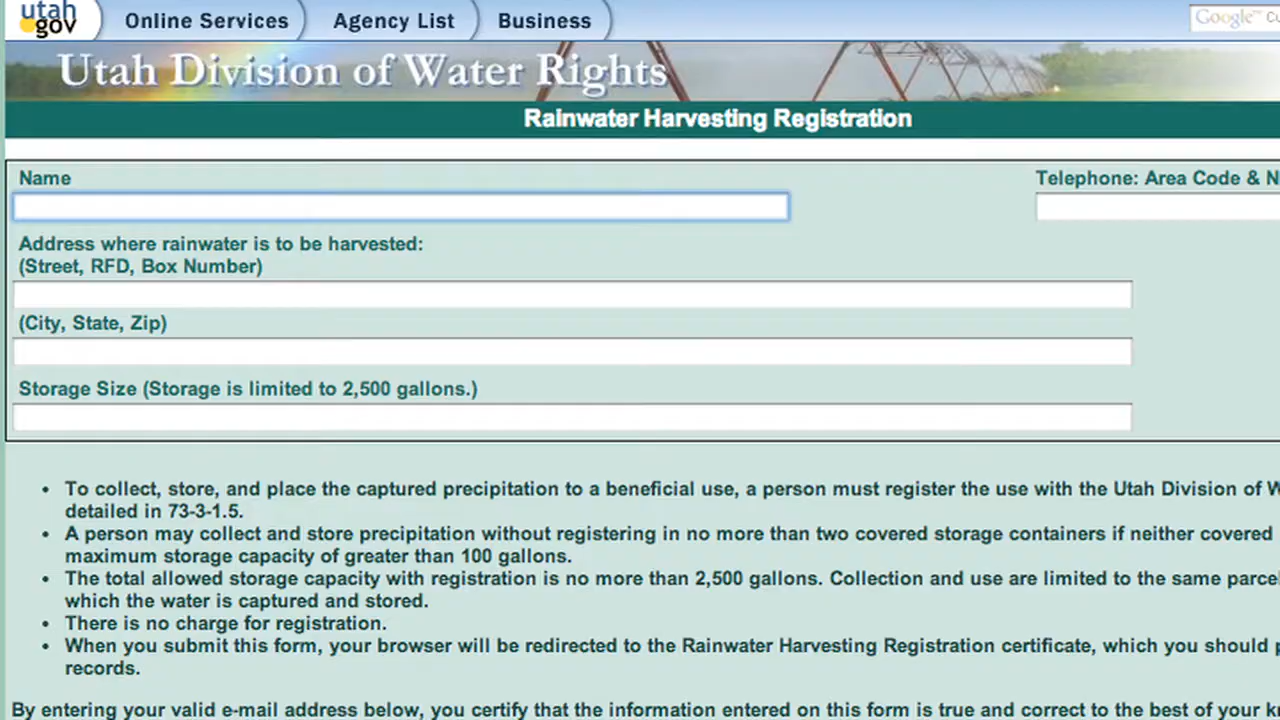 utah
gov
Online Services
Agency List
Business
Google™ Cu
Utah Division of Water Rights
Rainwater Harvesting Registration
Name
Telephone: Area Code & N
Address where rainwater is to be harvested:
(Street, RFD, Box Number)
(City, State, Zip)
Storage Size (Storage is limited to 2,500 gallons.)
• To collect, store, and place the captured precipitation to a beneficial use, a person must register the use with the Utah Division of W
detailed in 73-3-1.5.
• A person may collect and store precipitation without registering in no more than two covered storage containers if neither covered
maximum storage capacity of greater than 100 gallons.
• The total allowed storage capacity with registration is no more than 2,500 gallons. Collection and use are limited to the same parcel
which the water is captured and stored.
• There is no charge for registration.
• When you submit this form, your browser will be redirected to the Rainwater Harvesting Registration certificate, which you should p
records.
By entering your valid e-mail address below, you certify that the information entered on this form is true and correct to the best of your kn